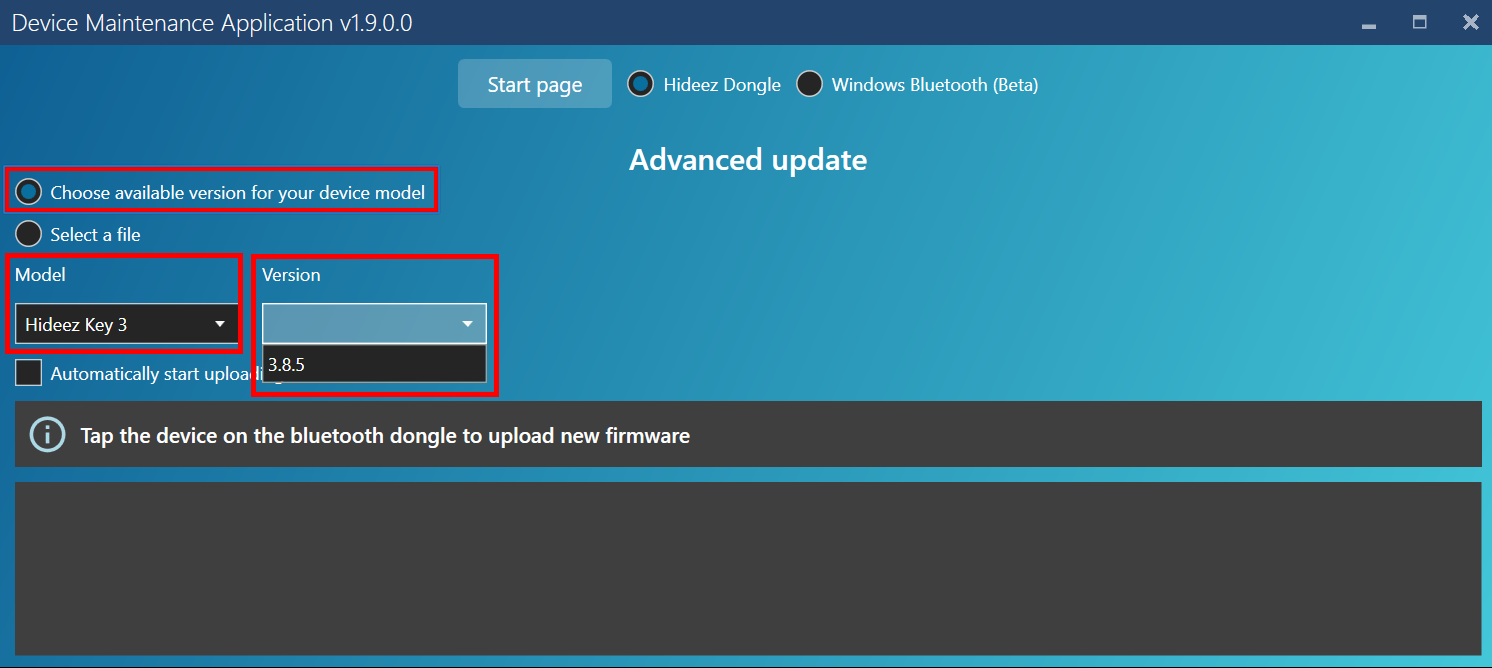 Device Maintenance Application v1.9.0.0
Start page
Hideez Dongle
Windows Bluetooth (Beta)
Advanced update
Choose available version for your device model
Select a file
Model
Version
Hideez Key 3
3.8.5
Automatically start
Tap the device on the bluetooth dongle to upload new firmware